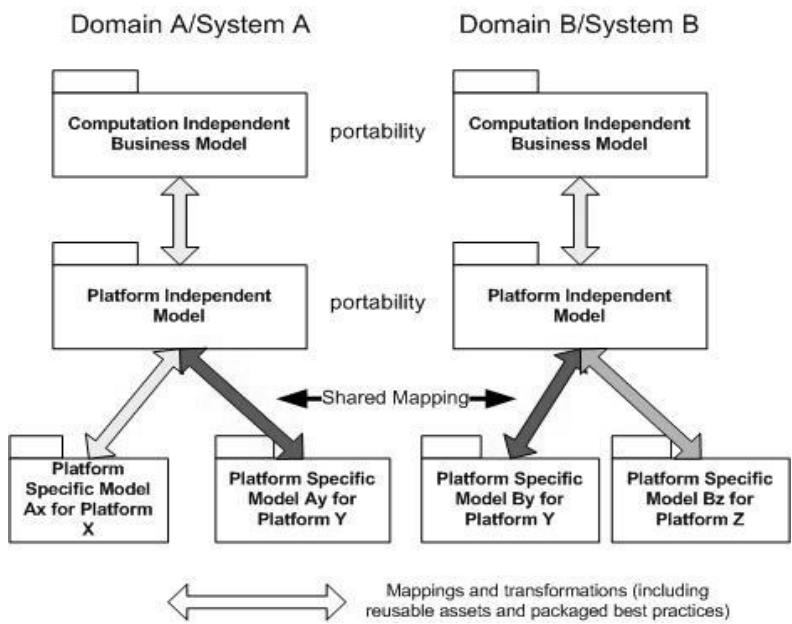 Domain A/System A
Domain B/System B
Computation Independent
Business Model
portability
Computation Independent
Business Model
Platform Independent
Model
portability
Platform Independent
Model
Shared Mapping
Platform
Specific Model
Ax for Platform
X
Platform Specific
Model Ay for
Platform Y
Platform Specific
Model By for
Platform Y
Platform Specific
Model Bz for
Platform Z
Mappings and transformations (including
reusable assets and packaged best practices)